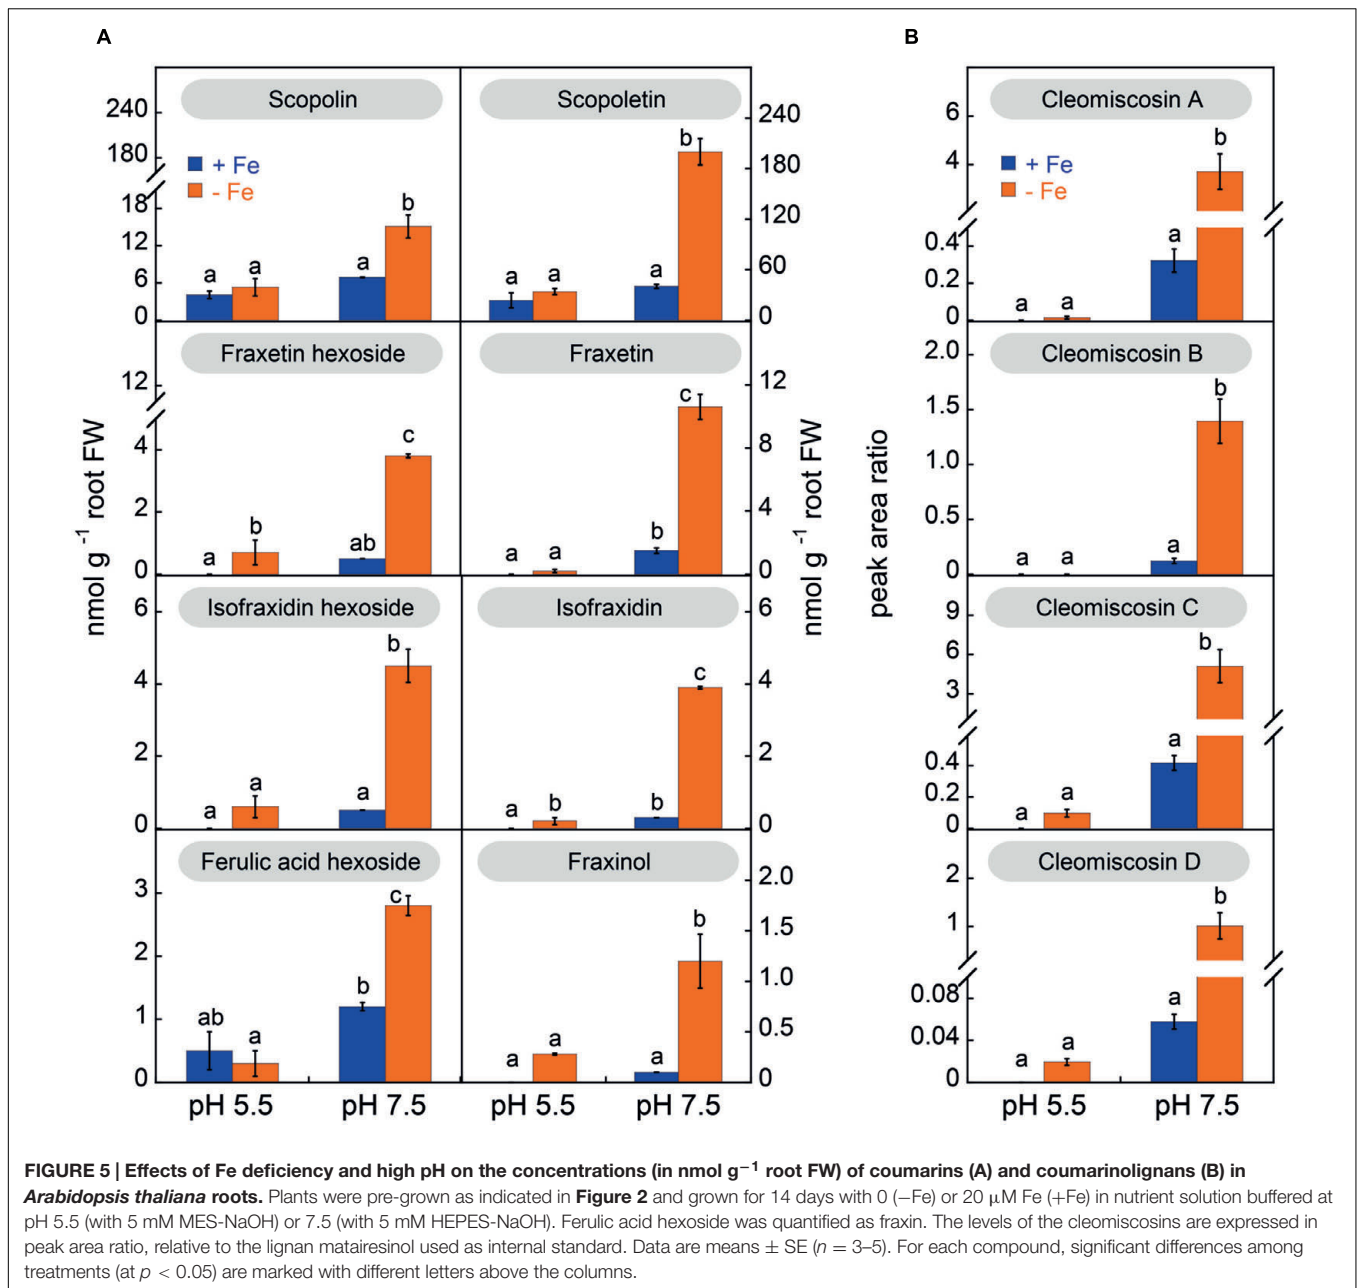 A
B
Scopolin
Scopoletin
Cleomiscosin A
240
180
18
12
6
0
+ Fe
- Fe
a
a
a
b
a
a
a
b
240
180
120
60
0
6
4
0.4
0.2
0
+ Fe
- Fe
a
a
a
b
Fraxetin hexoside
Fraxetin
Cleomiscosin B
12
4
2
0
a
b
ab
c
a
a
b
c
12
8
4
0
2.0
1.5
1.0
0.5
0
a
a
a
b
nmol g -1 root FW
nmol g -1 root FW
peak area ratio
Isofraxidin hexoside
Isofraxidin
Cleomiscosin C
6
4
2
0
a
a
a
b
a
b
b
c
6
4
2
0
9
6
3
0.4
0.2
0
a
a
a
b
Ferulic acid hexoside
Fraxinol
Cleomiscosin D
3
2
1
0
ab
a
b
c
a
a
a
b
2.0
1.5
1.0
0.5
0
2
1
0.08
0.04
0
a
a
a
b
pH 5.5
pH 7.5
pH 5.5
pH 7.5
pH 5.5
pH 7.5
FIGURE 5 | Effects of Fe deficiency and high pH on the concentrations (in nmol g−1 root FW) of coumarins (A) and coumarinolignans (B) in
Arabidopsis thaliana roots. Plants were pre-grown as indicated in Figure 2 and grown for 14 days with 0 (−Fe) or 20 μM Fe (+Fe) in nutrient solution buffered at
pH 5.5 (with 5 mM MES-NaOH) or 7.5 (with 5 mM HEPES-NaOH). Ferulic acid hexoside was quantified as fraxin. The levels of the cleomiscosins are expressed in
peak area ratio, relative to the lignan matairesinol used as internal standard. Data are means ± SE (n = 3–5). For each compound, significant differences among
treatments (at p < 0.05) are marked with different letters above the columns.